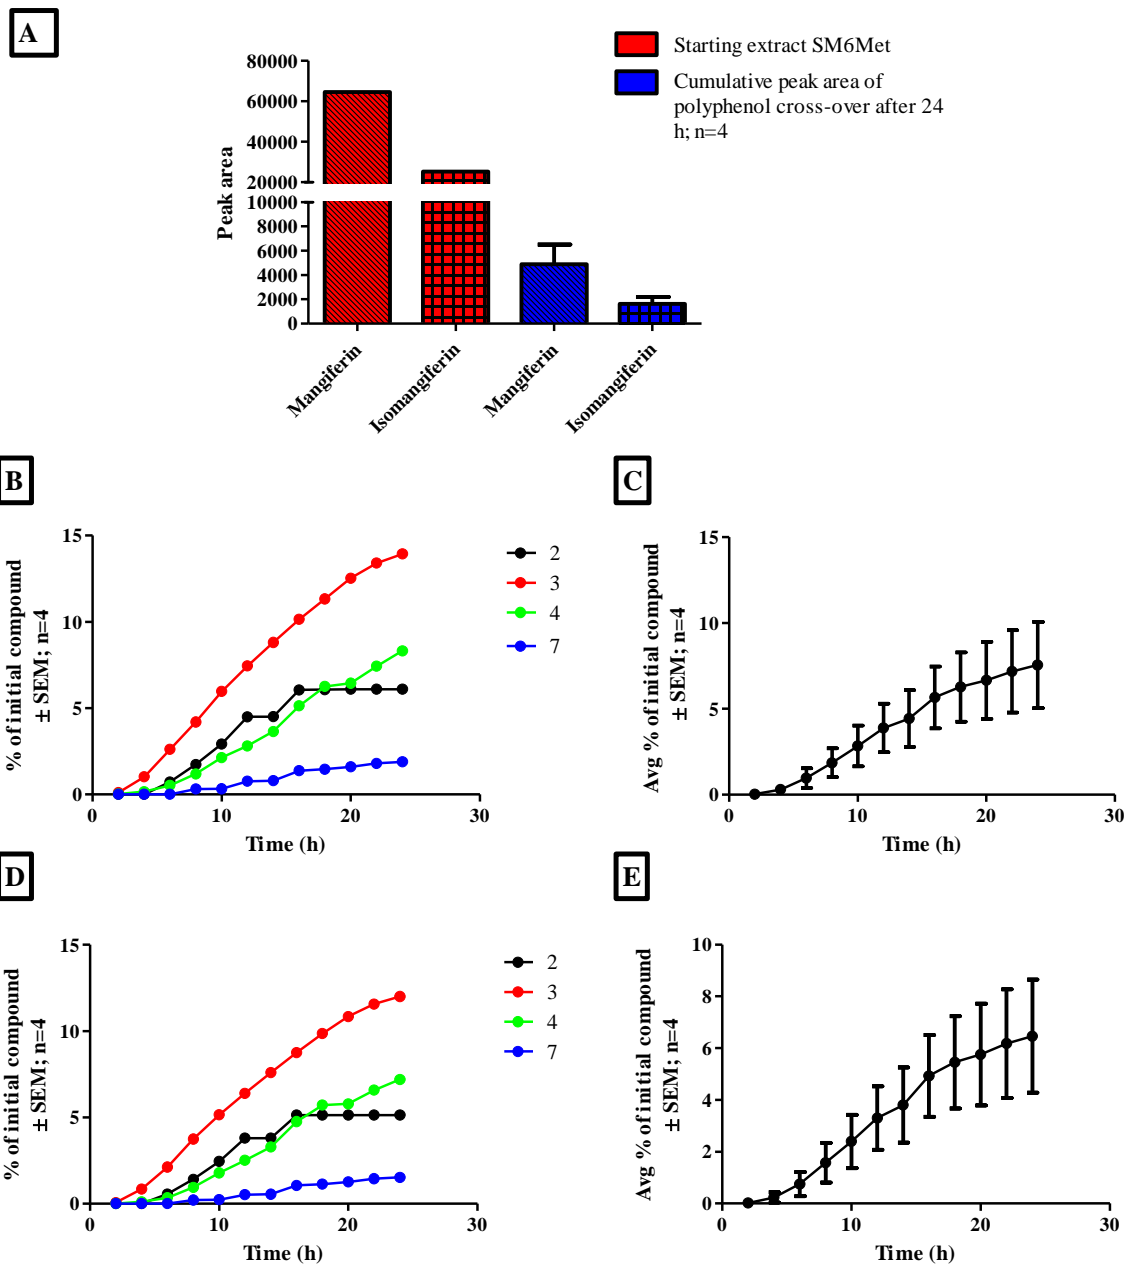 A
Starting extract SM6Met
Cumulative peak area of
polyphenol cross-over after 24
h; n=4
Peak area
80000
60000
40000
20000
10000
8000
6000
4000
2000
0
Mangiferin
Isomangiferin
Mangiferin
Isomangiferin
B
% of initial compound
± SEM; n=4
15
10
5
0
0 10 20 30
Time (h)
2
3
4
7
C
Avg % of initial compound
± SEM; n=4
15
10
5
0
0 10 20 30
Time (h)
D
% of initial compound
± SEM; n=4
15
10
5
0
0 10 20 30
Time (h)
2
3
4
7
E
Avg % of initial compound
± SEM; n=4
10
8
6
4
2
0
0 10 20 30
Time (h)